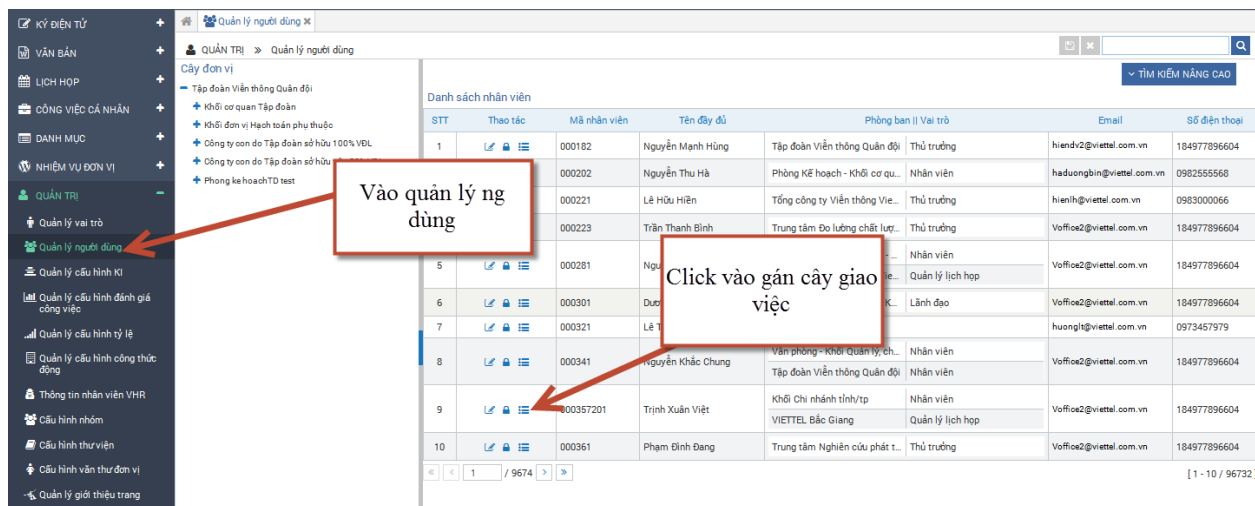 KÝ ĐIỆN TỬ
VĂN BẢN
LỊCH HỌP
CÔNG VIỆC CÁ NHÂN
DANH MỤC
NHIỆM VỤ ĐƠN VỊ
QUẢN TRỊ
Quản lý vai trò
Quản lý người dùng
Quản lý cấu hình KI
Quản lý cấu hình đánh giá
công việc
Quản lý cấu hình tỷ lệ
Quản lý cấu hình công thức
động
Thông tin nhân viên VHR
Cấu hình nhóm
Cấu hình thư viện
Cấu hình văn thư đơn vị
Quản lý giới thiệu trang
Quản lý người dùng
QUẢN TRỊ » Quản lý người dùng
TÌM KIẾM NÂNG CAO
Cây đơn vị
Tập đoàn Viễn thông Quân đội
Khối cơ quan Tập đoàn
Khối đơn vị Hạch toán phụ thuộc
Công ty con do Tập đoàn sở hữu 100% VĐL
Công ty con do Tập đoàn sở hữu
Phong ke hoachTD test
Vào quản lý ng
dùng
Click vào gán cây giao
việc
Danh sách nhân viên
STT Thao tác Mã nhân viên Tên đầy đủ Phòng ban || Vai trò Email Số điện thoại
1 000182 Nguyễn Mạnh Hùng Tập đoàn Viễn thông Quân đội Thủ trưởng hiendv2@viettel.com.vn 184977896604
000202 Nguyễn Thu Hà Phòng Kế hoạch - Khối cơ qu... Nhân viên haduongbin@viettel.com.vn 0982555568
000221 Lê Hữu Hiền Tổng công ty Viễn thông Vie... Thủ trưởng hienlh@viettel.com.vn 0983000066
000223 Trần Thanh Bình Trung tâm Đo lường chất lượ... Thủ trưởng Voffice2@viettel.com.vn 184977896604
5 000281 Ngu - ... Nhân viên Voffice2@viettel.com.vn 184977896604
Vie... Quản lý lịch họp
6 000301 Dươ K... Lãnh đạo Voffice2@viettel.com.vn 184977896604
7 000321 Lê T huonglt@viettel.com.vn 0973457979
8 000341 Nguyễn Khắc Chung Văn phòng - Khối Quản lý, ch... Nhân viên Voffice2@viettel.com.vn 184977896604
Tập đoàn Viễn thông Quân đội Nhân viên
9 000357201 Trịnh Xuân Việt Khối Chi nhánh tỉnh/tp Nhân viên Voffice2@viettel.com.vn 184977896604
VIETTEL Bắc Giang Quản lý lịch họp
10 000361 Phạm Đình Đang Trung tâm Nghiên cứu phát t... Thủ trưởng Voffice2@viettel.com.vn 184977896604
1 / 9674 [ 1 - 10 / 96732 ]